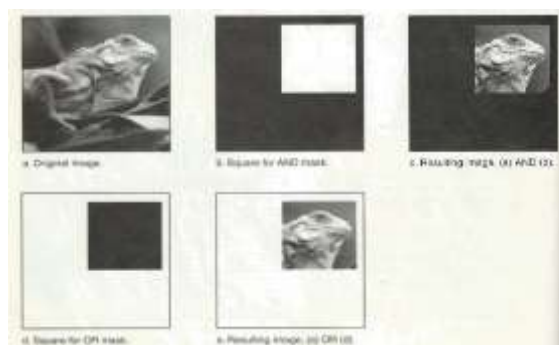 a. Original image.
b. Square for AND mask.
c. Resulting image, (a) AND (b).
d. Square for OR mask.
e. Resulting image, (a) OR (d).